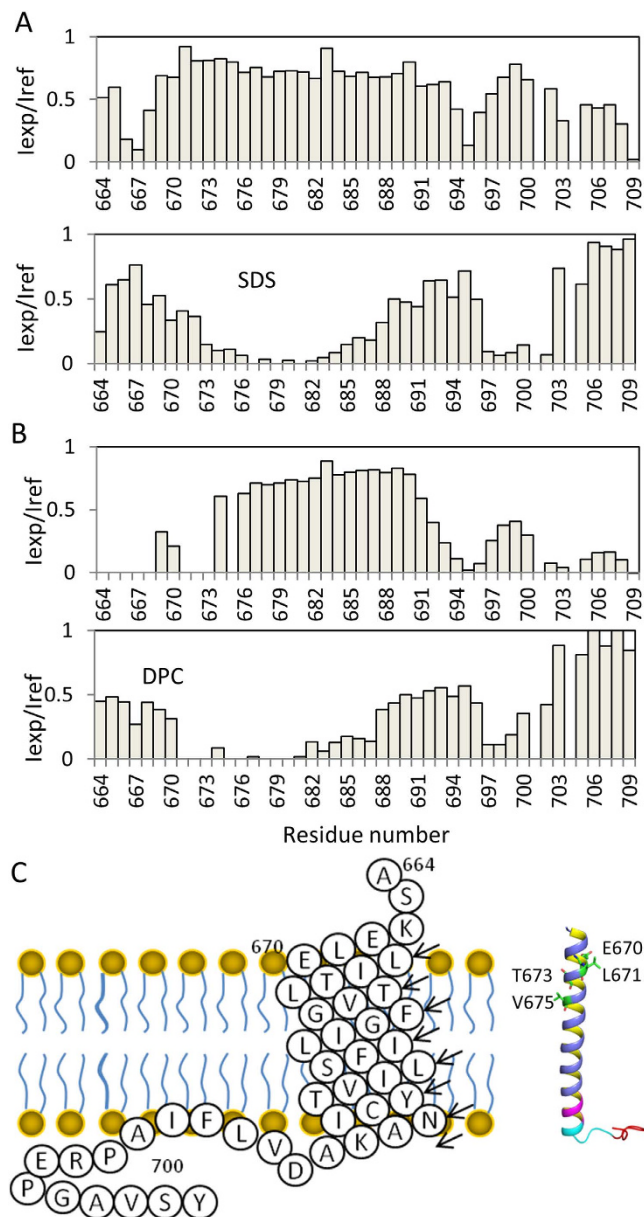 A
Iexp/Iref
1
0.5
0
664 667 670 673 676 679 682 685 688 691 694 697 700 703 706 709
Iexp/Iref
1
0.5
0
SDS
664 667 670 673 676 679 682 685 688 691 694 697 700 703 706 709
B
Iexp/Iref
1
0.5
0
664 667 670 673 676 679 682 685 688 691 694 697 700 703 706 709
Iexp/Iref
1
0.5
0
DPC
664 667 670 673 676 679 682 685 688 691 694 697 700 703 706 709
Residue number
C
A 664
S
670 E L E K
L T I L
G V T
L I G F
S F I
T V I L
I C Y
D A K A N
A I F L V
E R P 700
P G A V S Y
E670
T673 L671
V675